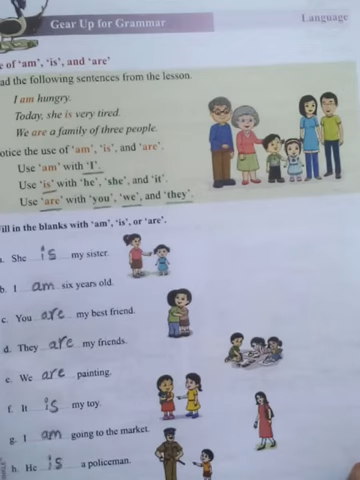 Gear Up for Grammar
Language
e of 'am', 'is', and 'are'
ad the following sentences from the lesson.
I am hungry.
Today, she is very tired.
We are a family of three people.
otice the use of 'am', 'is', and 'are'.
Use 'am' with 'I'.
Use 'is' with 'he', 'she', and 'it'.
Use 'are' with 'you', 'we', and 'they'.
ill in the blanks with 'am', 'is', or 'are'.
a. She is my sister.
b. I am six years old.
c. You are my best friend.
d. They are my friends.
e. We are painting.
f. It is my toy.
g. I am going to the market.
h. He is a policeman.